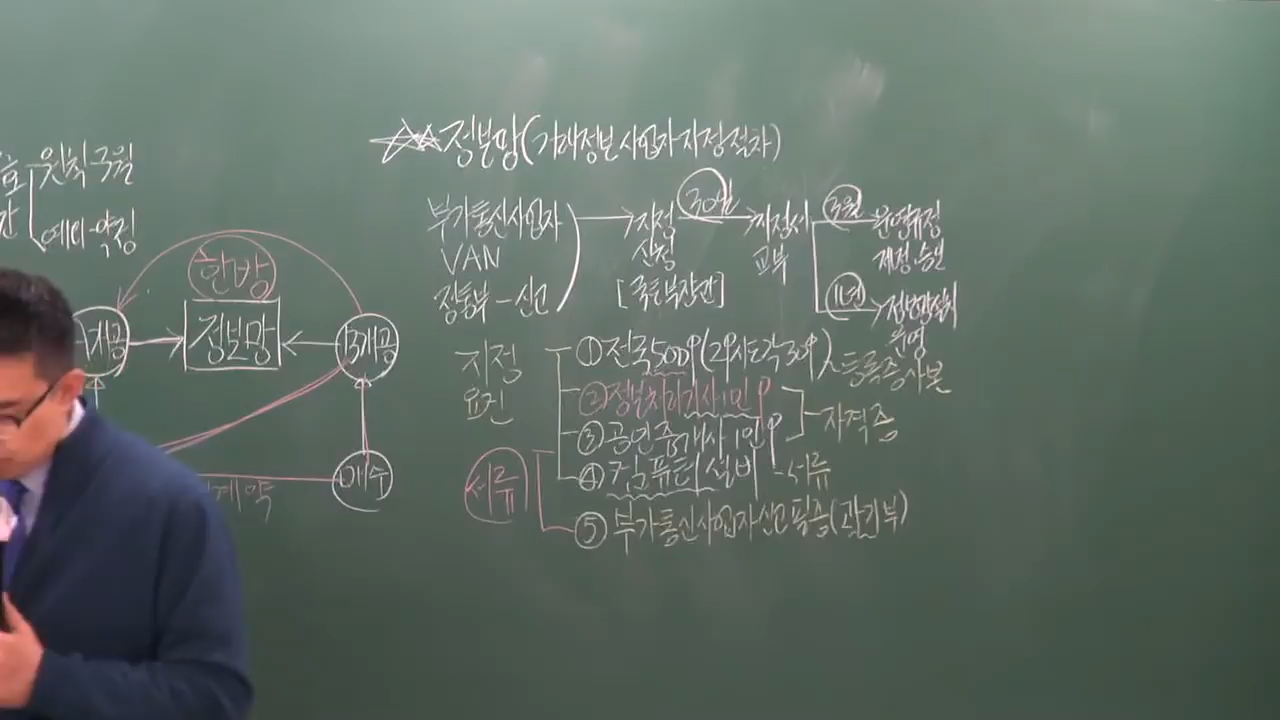 원칙 구월
예외-약정
한방
정보망
B개공
매수
계약
정보망(거래정보사업자지정절차)
부가통신사업자
VAN
정통부-신고
지정
신청
[국토부장관]
30일
지정서
교부
3월
운영규정
제정·승인
1년
정보망설치
운영
지정
요건
① 전국500명(2개시·도각30명) 등록증사본
② 정보처리기사1인
③ 공인중개사1인
자격증
④ 컴퓨터설비 - 서류
서류
⑤ 부가통신사업자신고필증(과기부)